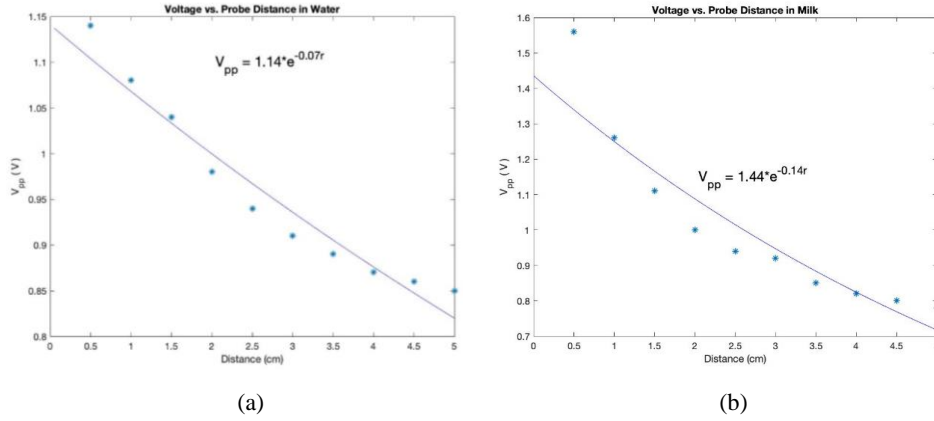 Voltage vs. Probe Distance in Water
1.15
1.1
1.05
1
0.95
0.9
0.85
0.8
V_pp (V)
V_pp = 1.14*e^-0.07r
0 0.5 1 1.5 2 2.5 3 3.5 4 4.5 5
Distance (cm)
(a)
Voltage vs. Probe Distance in Milk
1.6
1.5
1.4
1.3
1.2
1.1
1
0.9
0.8
0.7
V_pp (V)
V_pp = 1.44*e^-0.14r
0 0.5 1 1.5 2 2.5 3 3.5 4 4.5
Distance (cm)
(b)